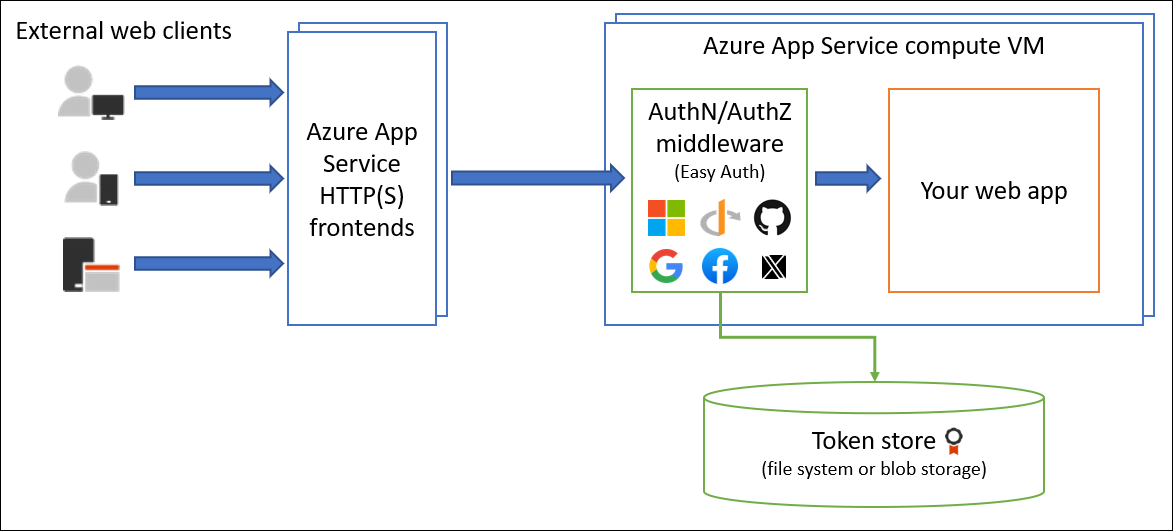 External web clients
Azure App
Service
HTTP(S)
frontends
Azure App Service compute VM
AuthN/AuthZ
middleware
(Easy Auth)
Your web app
Token store
(file system or blob storage)